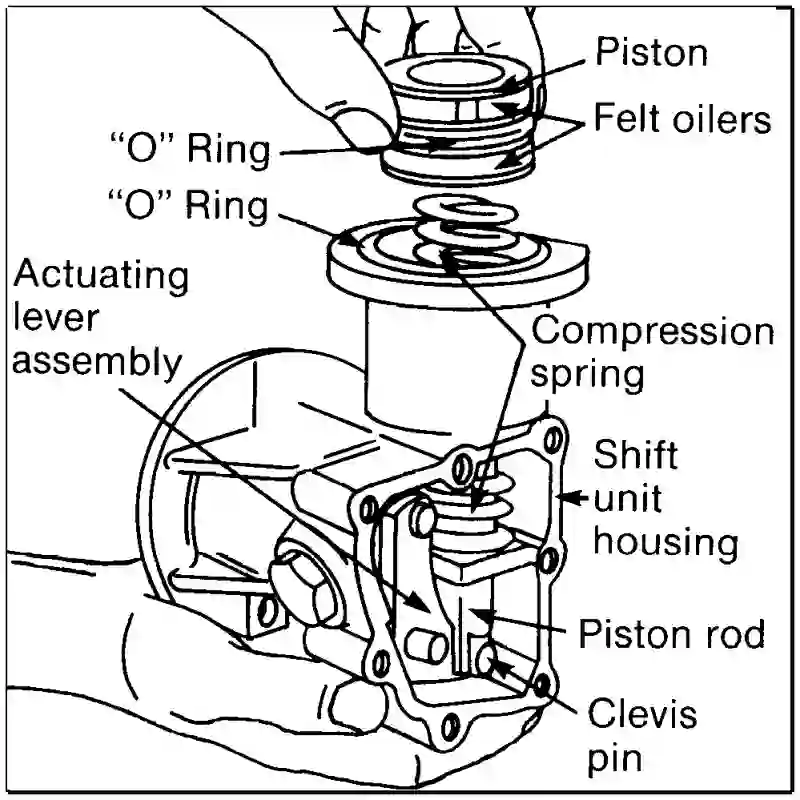 Piston
Felt oilers
“O” Ring
“O” Ring
Actuating
lever
assembly
Compression
spring
Shift
unit
housing
Piston rod
Clevis
pin